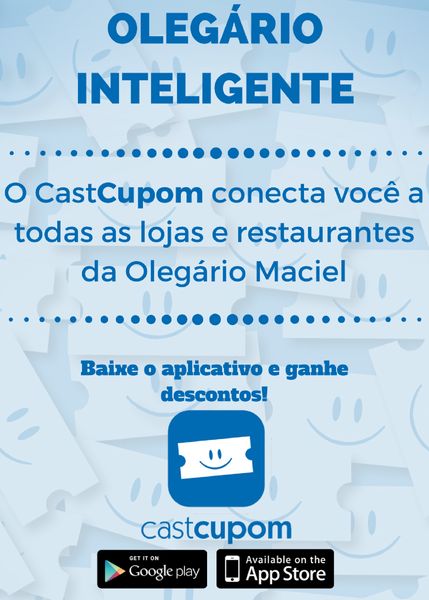 OLEGÁRIO
INTELIGENTE
O CastCupom conecta você a
todas as lojas e restaurantes
da Olegário Maciel
Baixe o aplicativo e ganhe
descontos!
castcupom
GET IT ON
Google play
Available on the
App Store